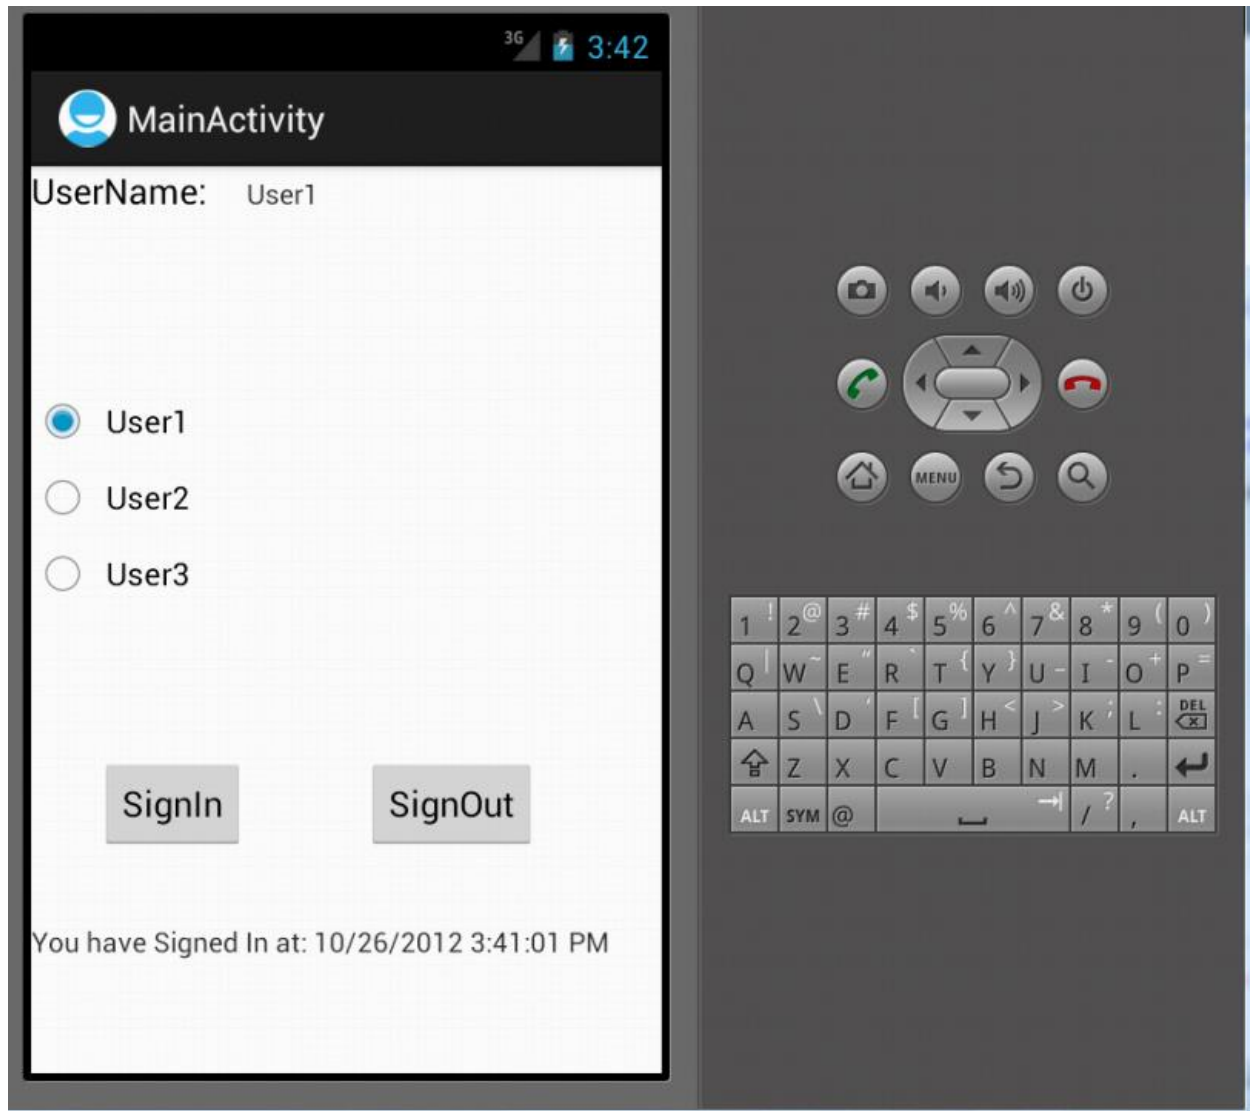 3G 3:42
MainActivity
UserName: User1
User1
User2
User3
SignIn SignOut
You have Signed In at: 10/26/2012 3:41:01 PM
MENU
1 ! 2 @ 3 # 4 $ 5 % 6 ^ 7 & 8 * 9 ( 0 )
Q | W ~ E " R ` T { Y } U - I - O + P =
A S \ D ' F [ G ] H < J > K ; L : DEL
Z X C V B N M .
ALT SYM @ / ? , ALT